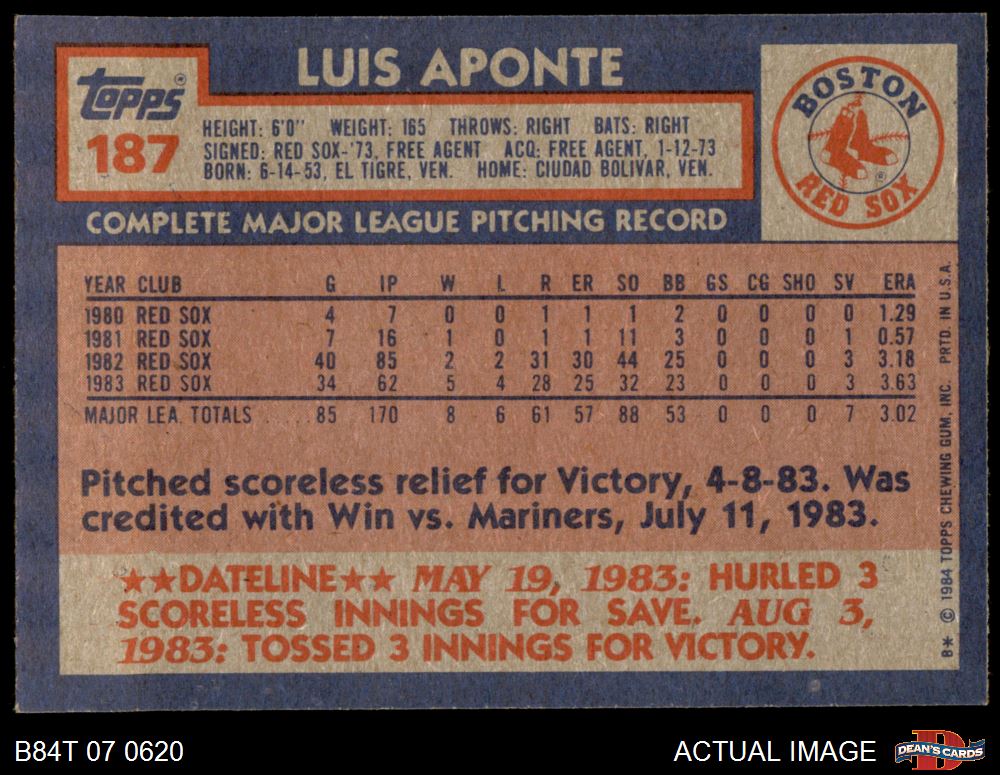 LUIS APONTE
Topps®
187
HEIGHT: 6'0" WEIGHT: 165 THROWS: RIGHT BATS: RIGHT
SIGNED: RED SOX-'73, FREE AGENT ACQ: FREE AGENT, 1-12-73
BORN: 6-14-53, EL TIGRE, VEN. HOME: CIUDAD BOLIVAR, VEN.
BOSTON
RED SOX
®
COMPLETE MAJOR LEAGUE PITCHING RECORD
YEAR CLUB G IP W L R ER SO BB GS CG SHO SV ERA
1980 RED SOX 4 7 0 0 1 1 1 2 0 0 0 0 1.29
1981 RED SOX 7 16 1 0 1 1 11 3 0 0 0 1 0.57
1982 RED SOX 40 85 2 2 31 30 44 25 0 0 0 3 3.18
1983 RED SOX 34 62 5 4 28 25 32 23 0 0 0 3 3.63
MAJOR LEA. TOTALS ..... 85 170 8 6 61 57 88 53 0 0 0 7 3.02
Pitched scoreless relief for Victory, 4-8-83. Was
credited with Win vs. Mariners, July 11, 1983.
★★DATELINE★★ MAY 19, 1983: HURLED 3
SCORELESS INNINGS FOR SAVE. AUG 3,
1983: TOSSED 3 INNINGS FOR VICTORY.
B* © 1984 TOPPS CHEWING GUM, INC. PRTD. IN U.S.A.
B84T 07 0620
ACTUAL IMAGE
DEAN'S CARDS